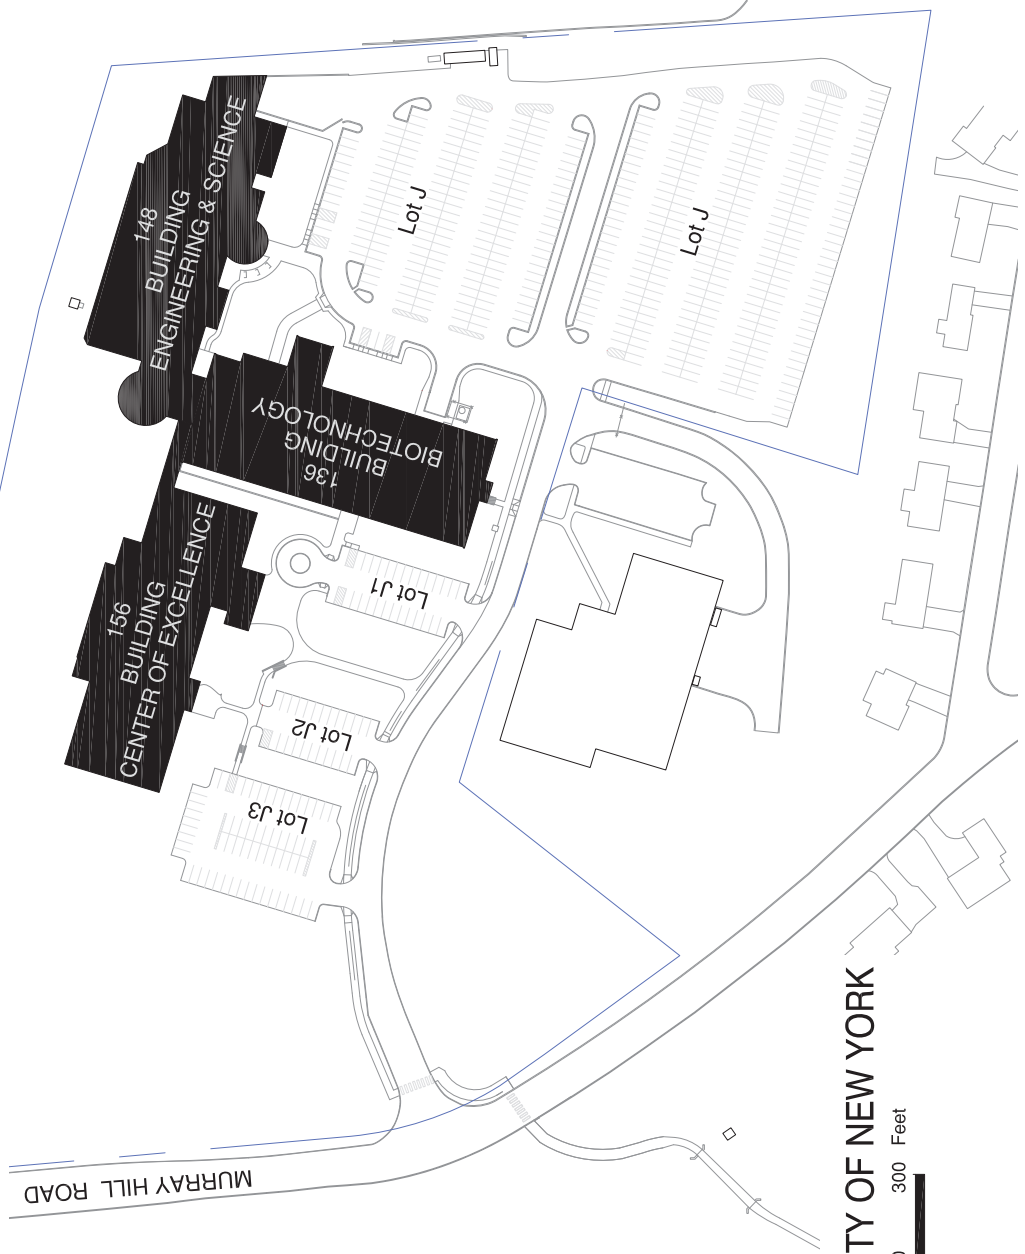 148
BUILDING
ENGINEERING & SCIENCE
Lot J
Lot J
136
BUILDING
BIOTECHNOLOGY
156
BUILDING
CENTER OF EXCELLENCE
Lot J1
Lot J2
Lot J3
MURRAY HILL ROAD
TY OF NEW YORK
300 Feet